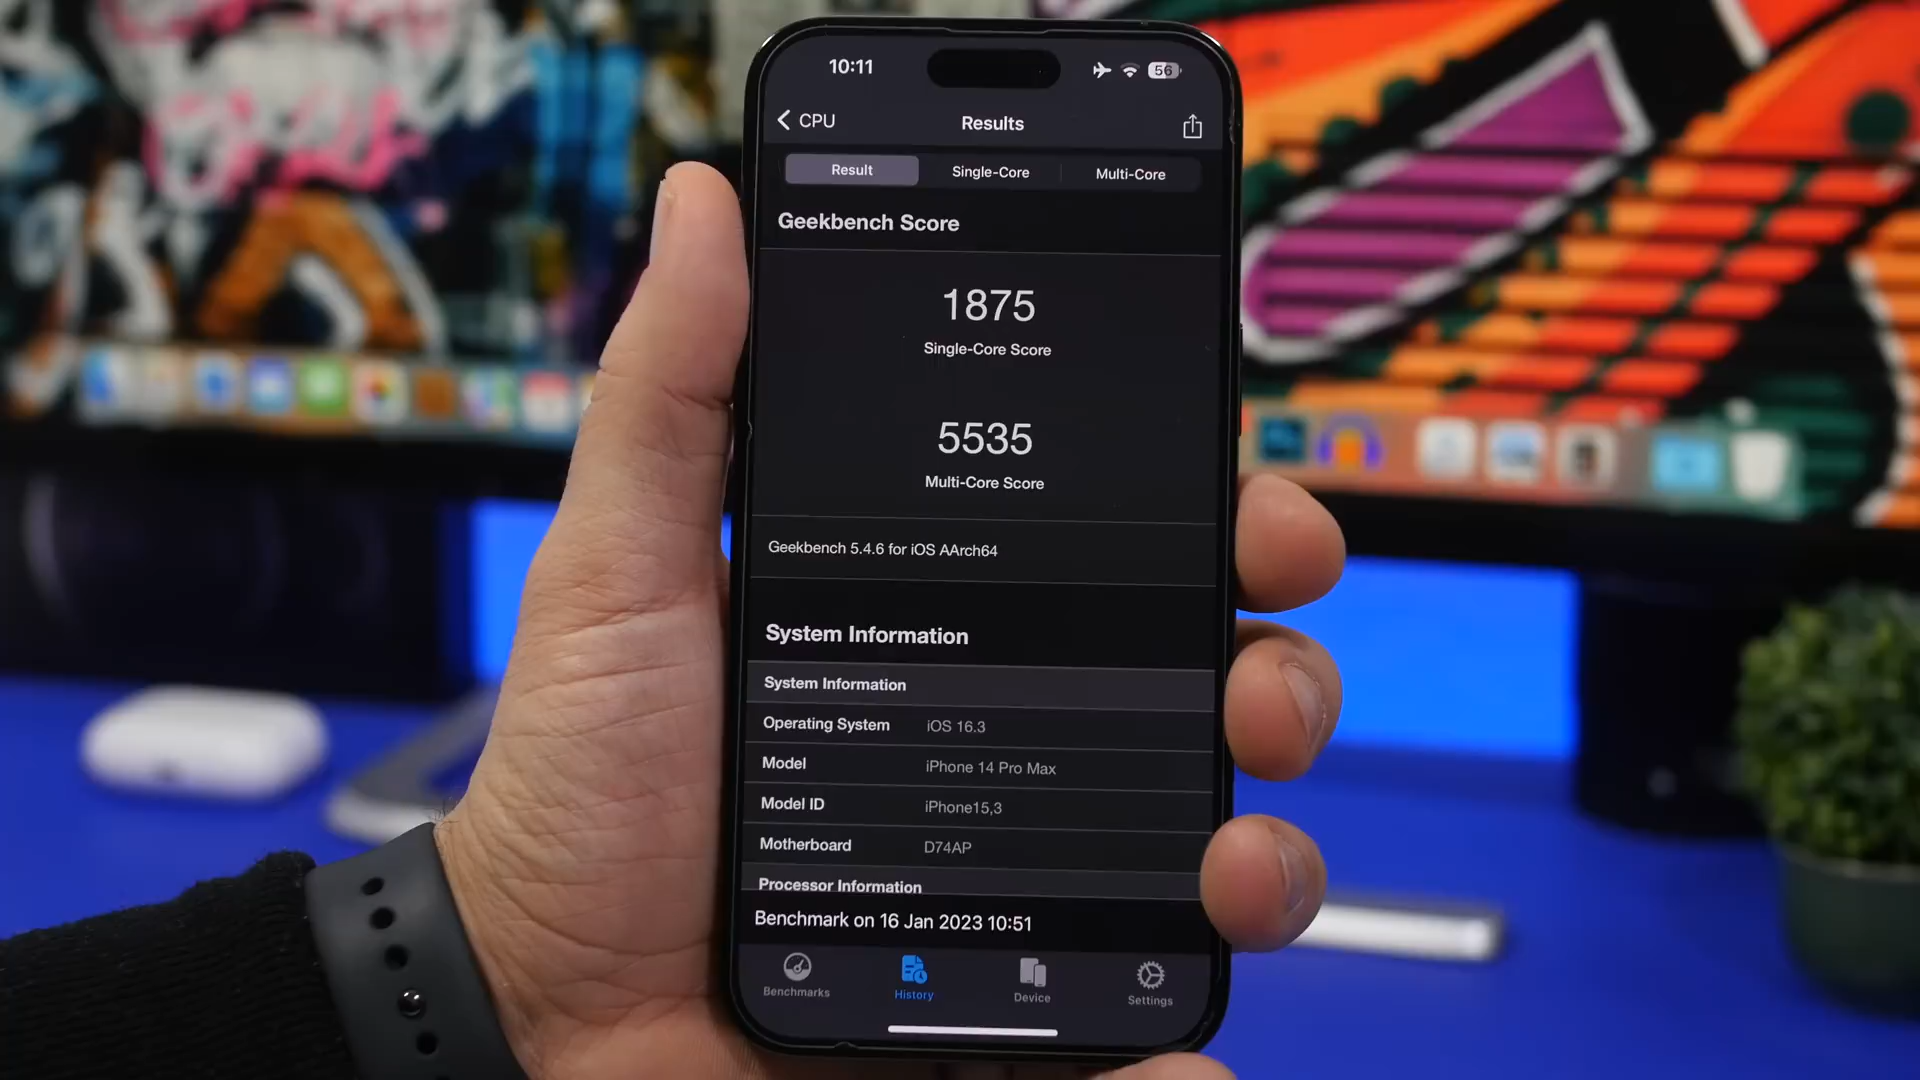 10:11
56
CPU
Results
Result
Single-Core
Multi-Core
Geekbench Score
1875
Single-Core Score
5535
Multi-Core Score
Geekbench 5.4.6 for iOS AArch64
System Information
System Information
Operating System iOS 16.3
Model iPhone 14 Pro Max
Model ID iPhone15,3
Motherboard D74AP
Processor Information
Benchmark on 16 Jan 2023 10:51
Benchmarks
History
Device
Settings